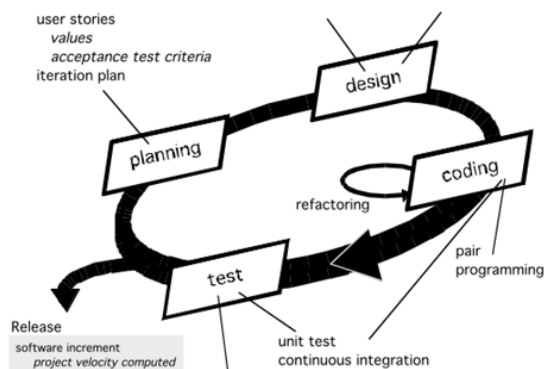 user stories
values
acceptance test criteria
iteration plan
design
planning
coding
refactoring
pair
programming
test
unit test
continuous integration
Release
software increment
project velocity computed